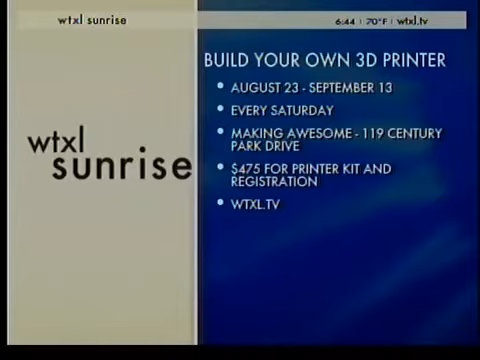 wtxl sunrise
6:44 70°F wtxl.tv
BUILD YOUR OWN 3D PRINTER
• AUGUST 23 - SEPTEMBER 13
• EVERY SATURDAY
• MAKING AWESOME - 119 CENTURY
PARK DRIVE
• $475 FOR PRINTER KIT AND
REGISTRATION
• WTXL.TV
wtxl
sunrise